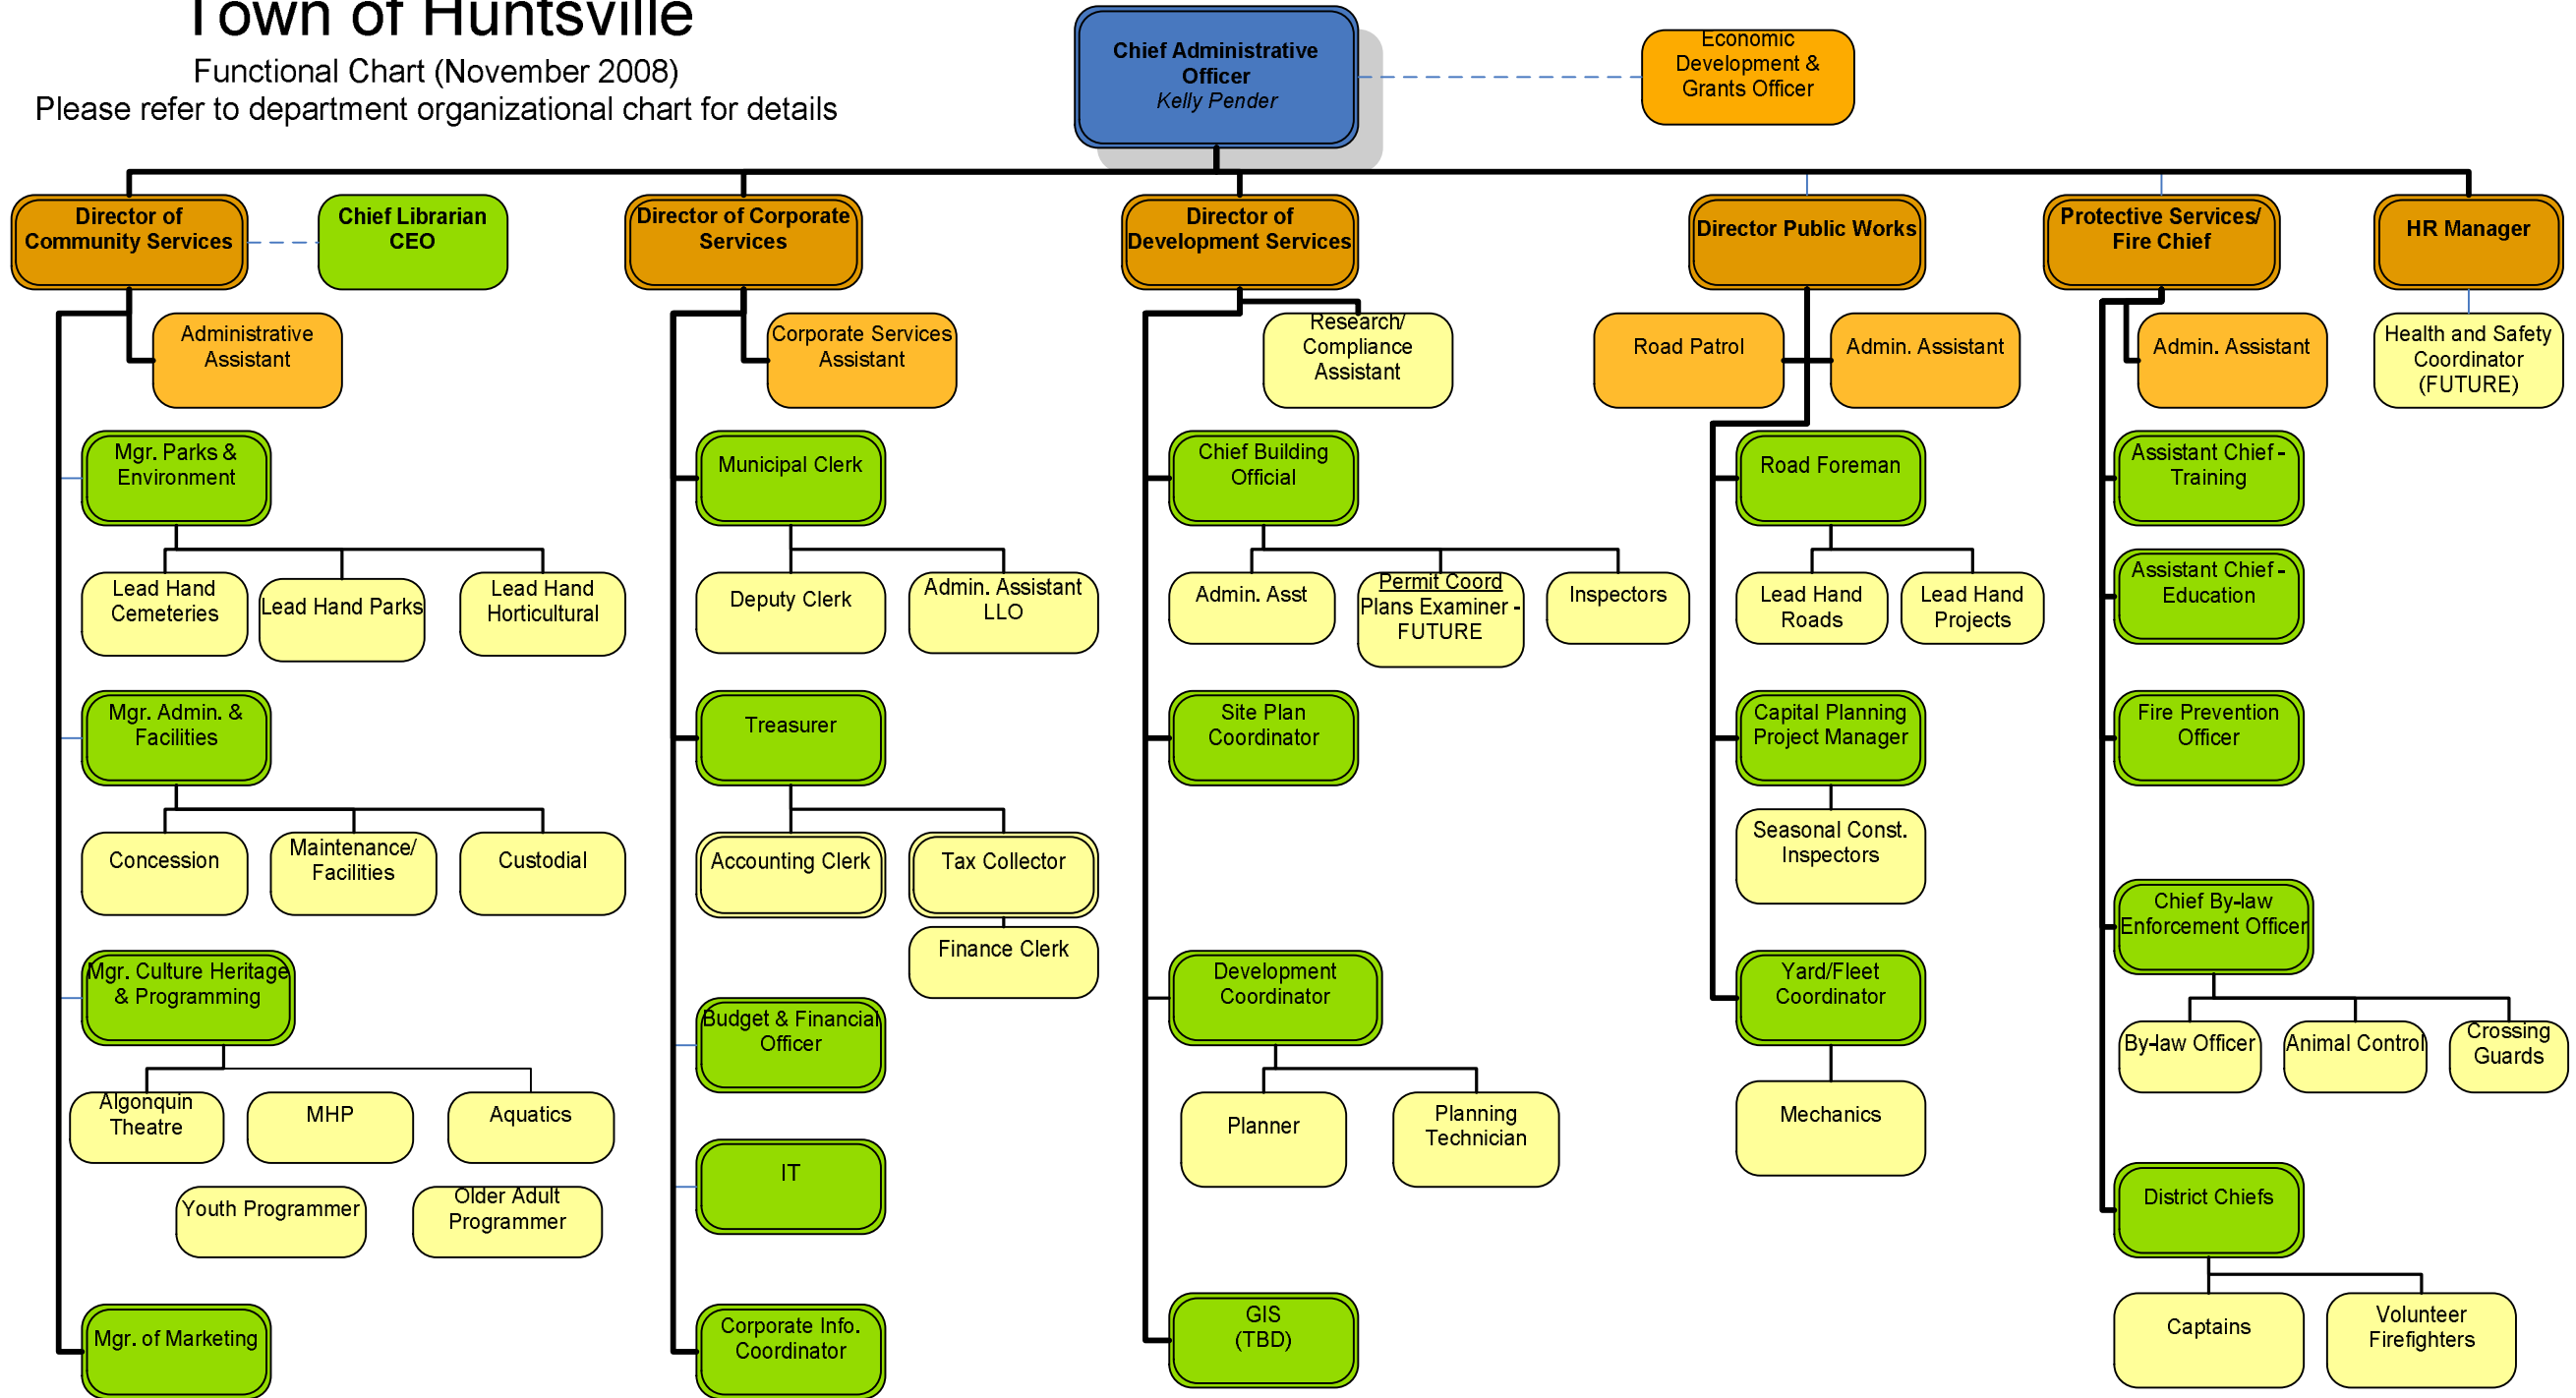 Town of Huntsville
Functional Chart (November 2008)
Please refer to department organizational chart for details
Chief Administrative
Officer
Kelly Pender
Economic
Development &
Grants Officer
Director of
Community Services
Chief Librarian
CEO
Director of Corporate
Services
Director of
Development Services
Director Public Works
Protective Services/
Fire Chief
HR Manager
Administrative
Assistant
Corporate Services
Assistant
Research/
Compliance
Assistant
Road Patrol
Admin. Assistant
Admin. Assistant
Health and Safety
Coordinator
(FUTURE)
Mgr. Parks &
Environment
Municipal Clerk
Chief Building
Official
Road Foreman
Assistant Chief -
Training
Lead Hand
Cemeteries
Lead Hand Parks
Lead Hand
Horticultural
Deputy Clerk
Admin. Assistant
LLO
Admin. Asst
Permit Coord
Plans Examiner -
FUTURE
Inspectors
Lead Hand
Roads
Lead Hand
Projects
Assistant Chief -
Education
Mgr. Admin. &
Facilities
Treasurer
Site Plan
Coordinator
Capital Planning
Project Manager
Fire Prevention
Officer
Concession
Maintenance/
Facilities
Custodial
Accounting Clerk
Tax Collector
Finance Clerk
Seasonal Const.
Inspectors
Chief By-law
Enforcement Officer
Mgr. Culture Heritage
& Programming
Budget & Financial
Officer
Development
Coordinator
Yard/Fleet
Coordinator
By-law Officer
Animal Control
Crossing
Guards
Algonquin
Theatre
MHP
Aquatics
Planner
Planning
Technician
Mechanics
Youth Programmer
Older Adult
Programmer
IT
District Chiefs
Mgr. of Marketing
Corporate Info.
Coordinator
GIS
(TBD)
Captains
Volunteer
Firefighters